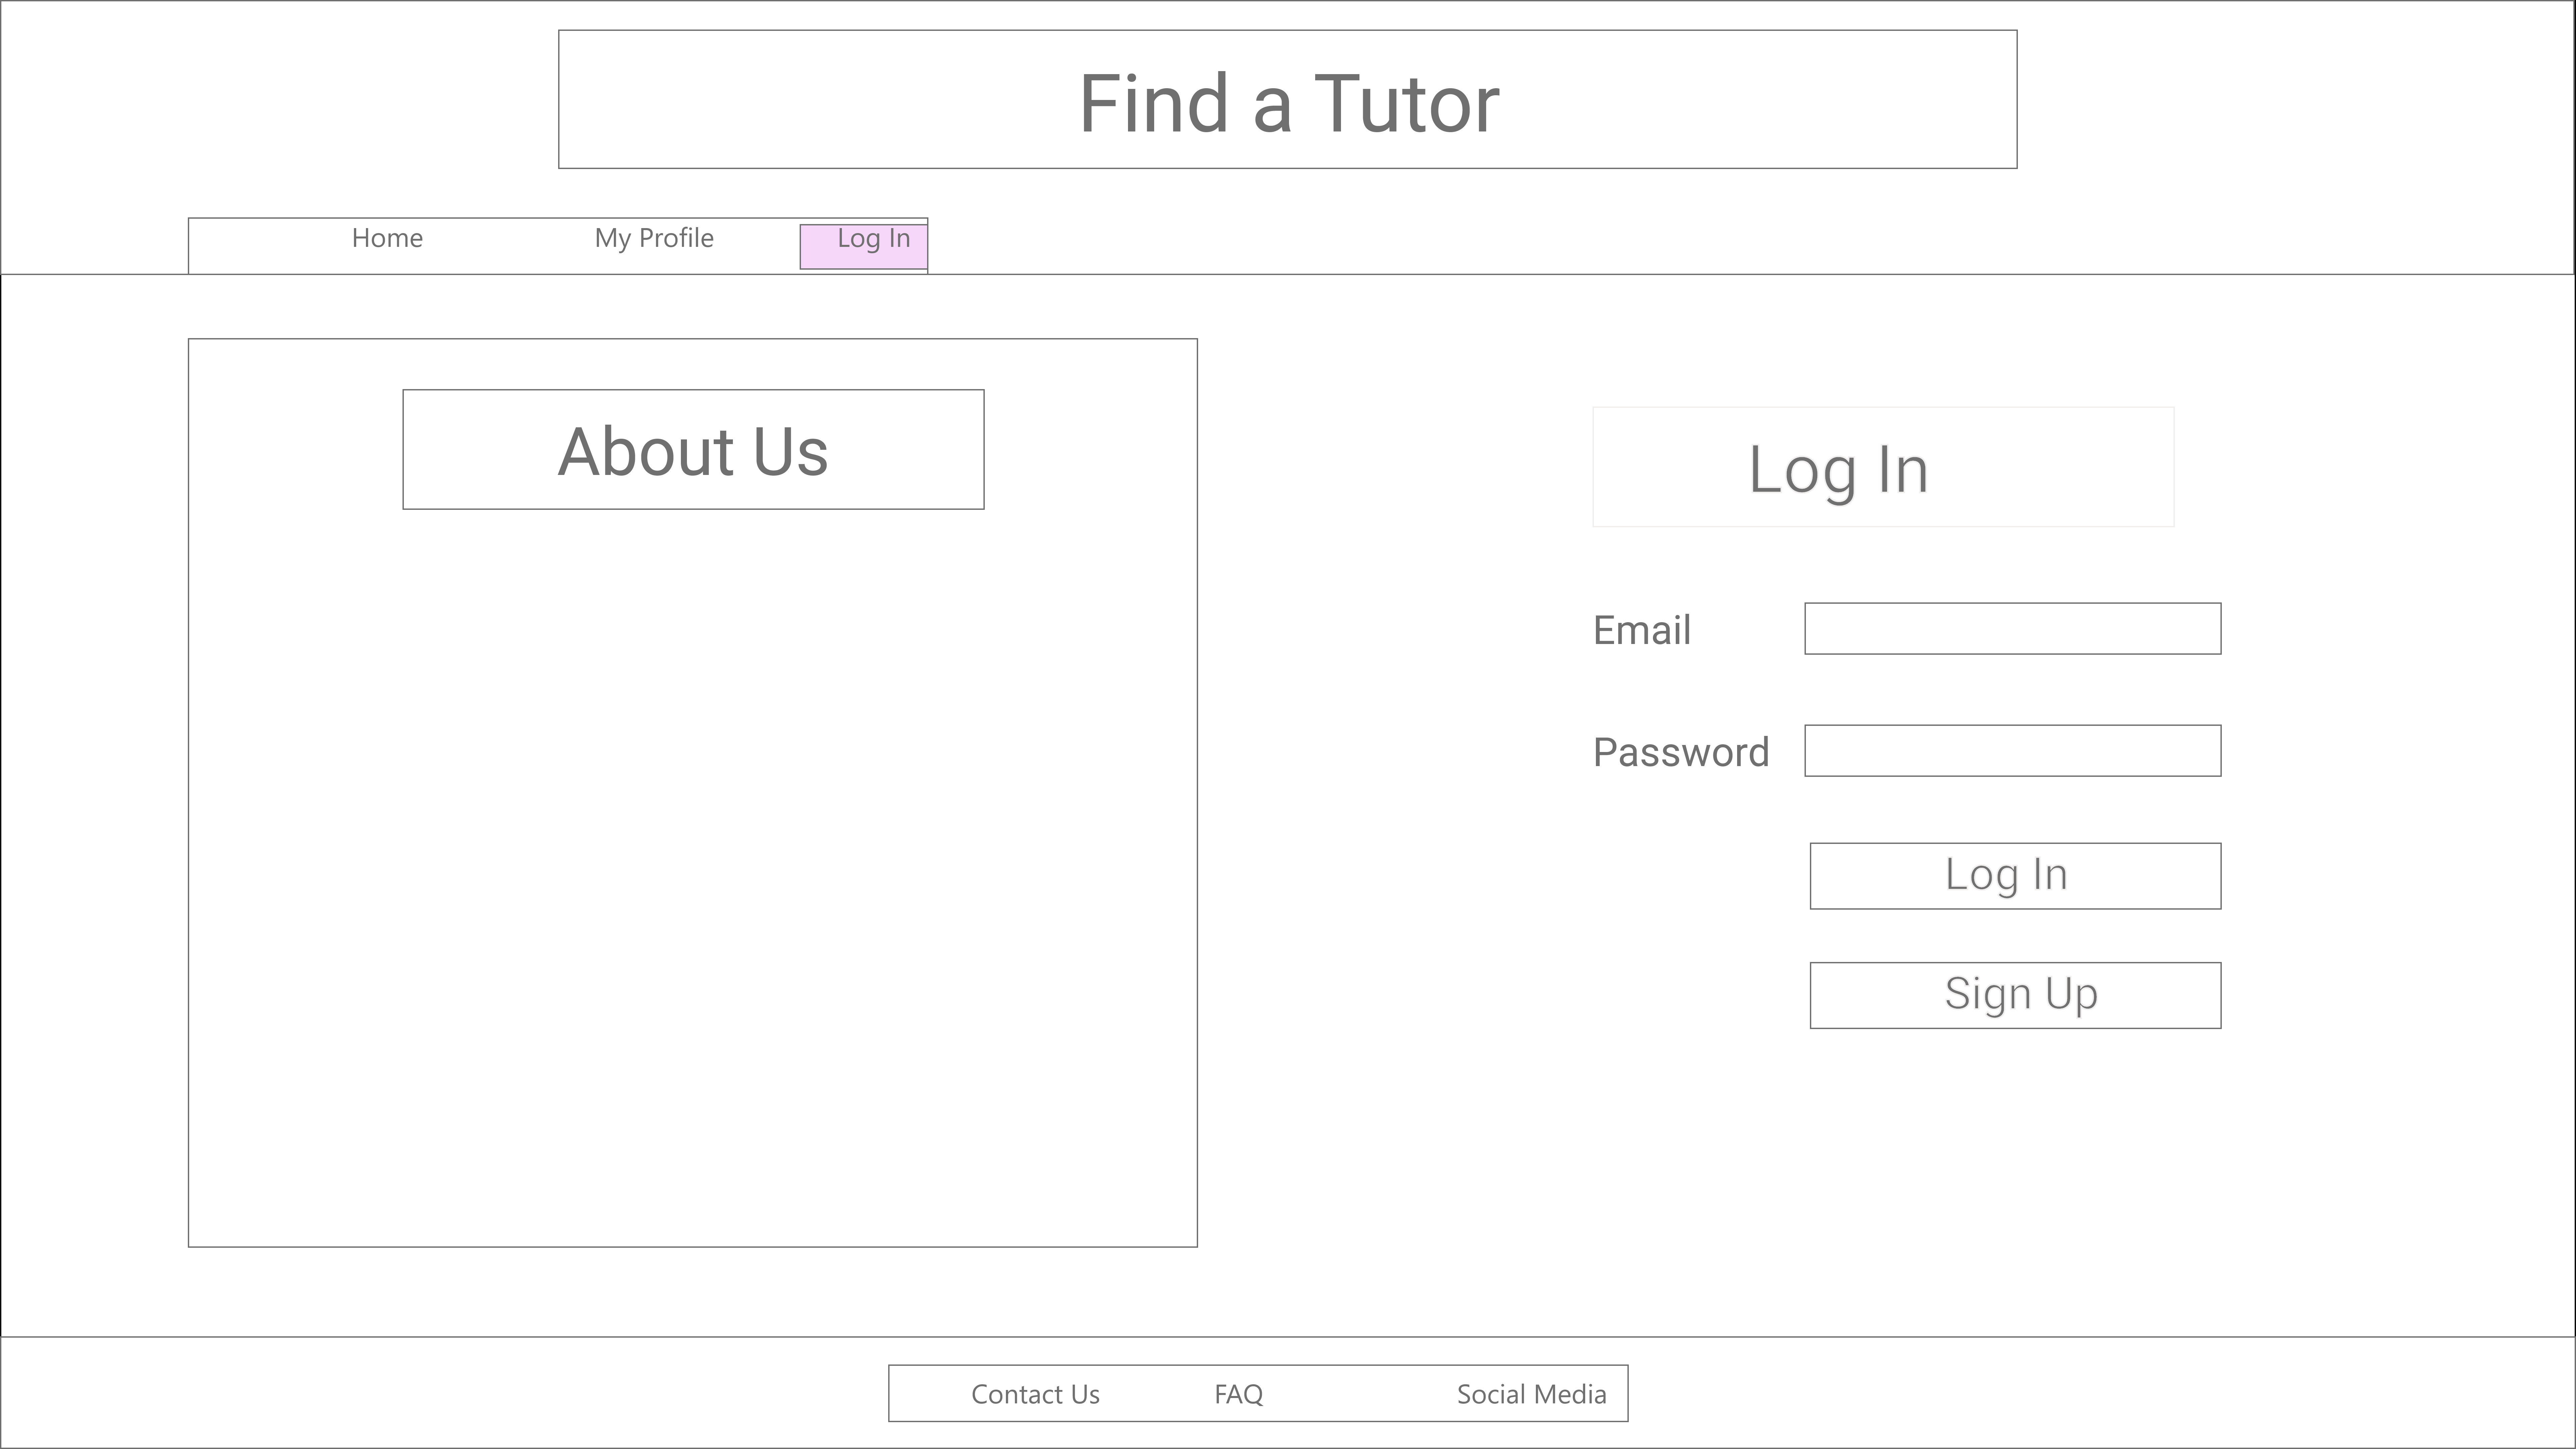 Find a Tutor
Home My Profile Log In
About Us
Log In
Email
Password
Log In
Sign Up
Contact Us FAQ Social Media